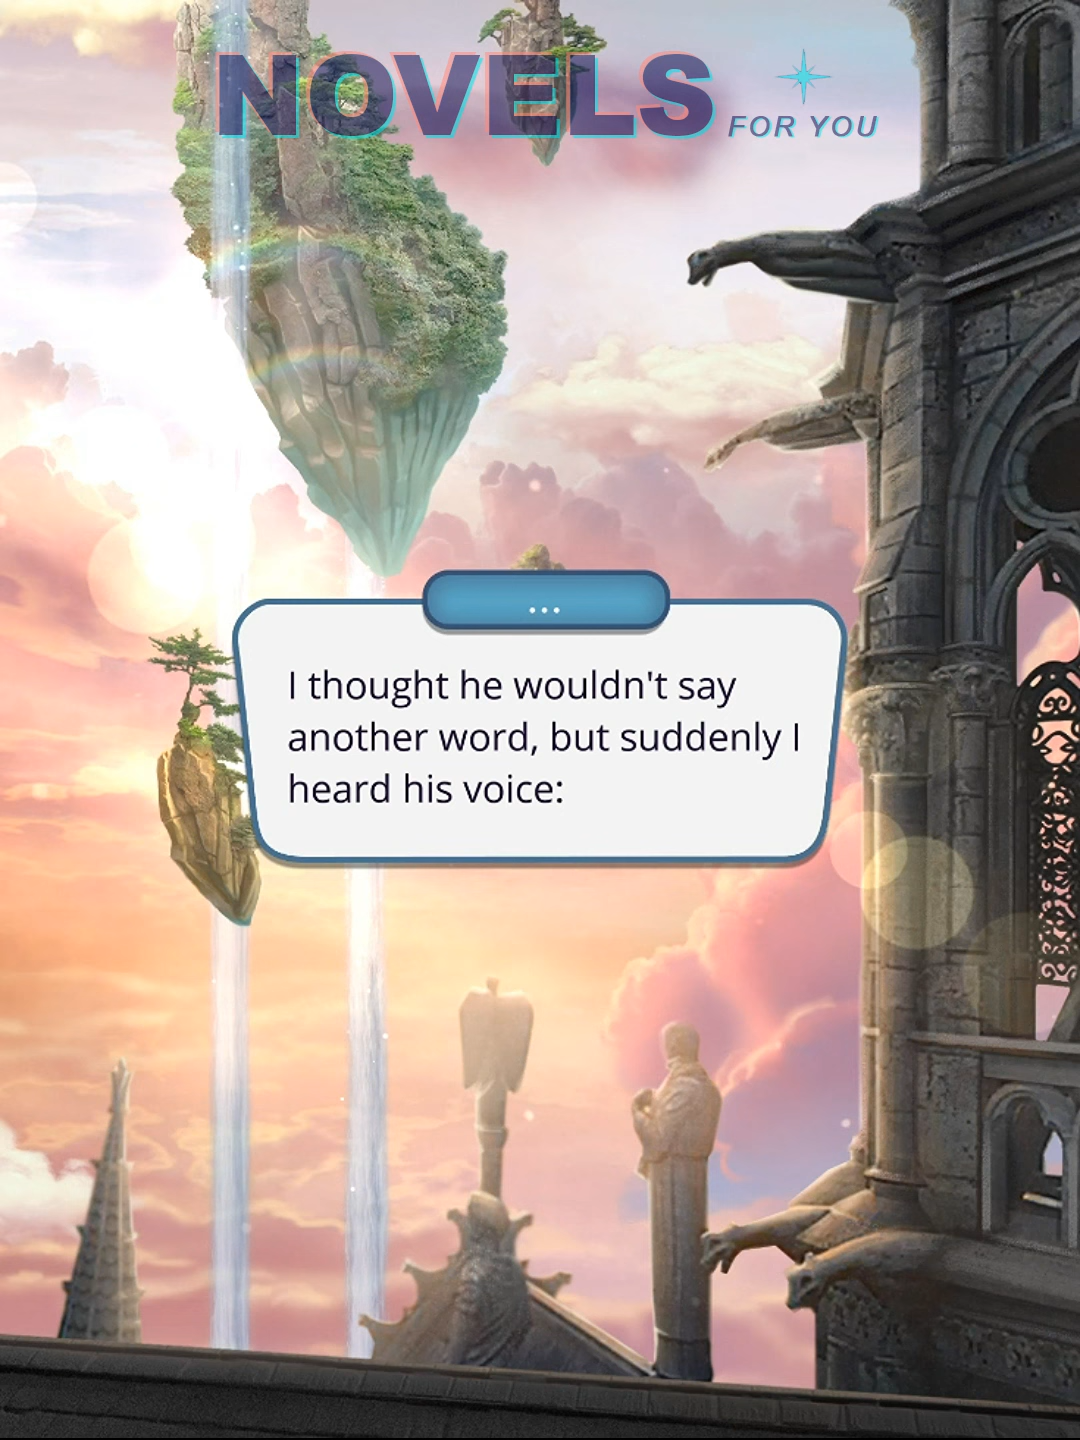 NOVELS FOR YOU
...
I thought he wouldn't say
another word, but suddenly I
heard his voice: